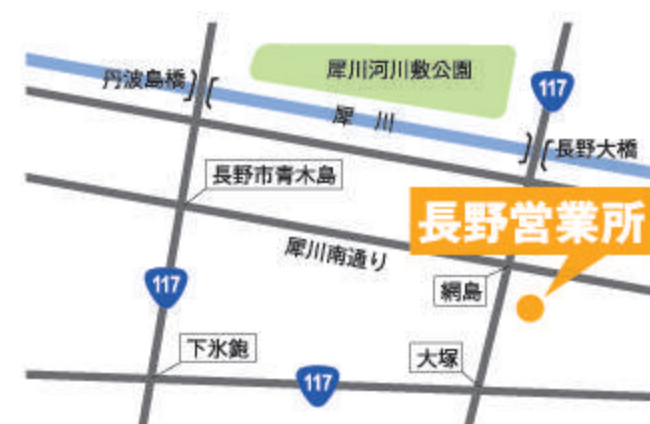 犀川河川敷公園
丹波島橋
117
犀 川
長野大橋
長野市青木島
長野営業所
犀川南通り
117
網島
下氷鉋
大塚
117